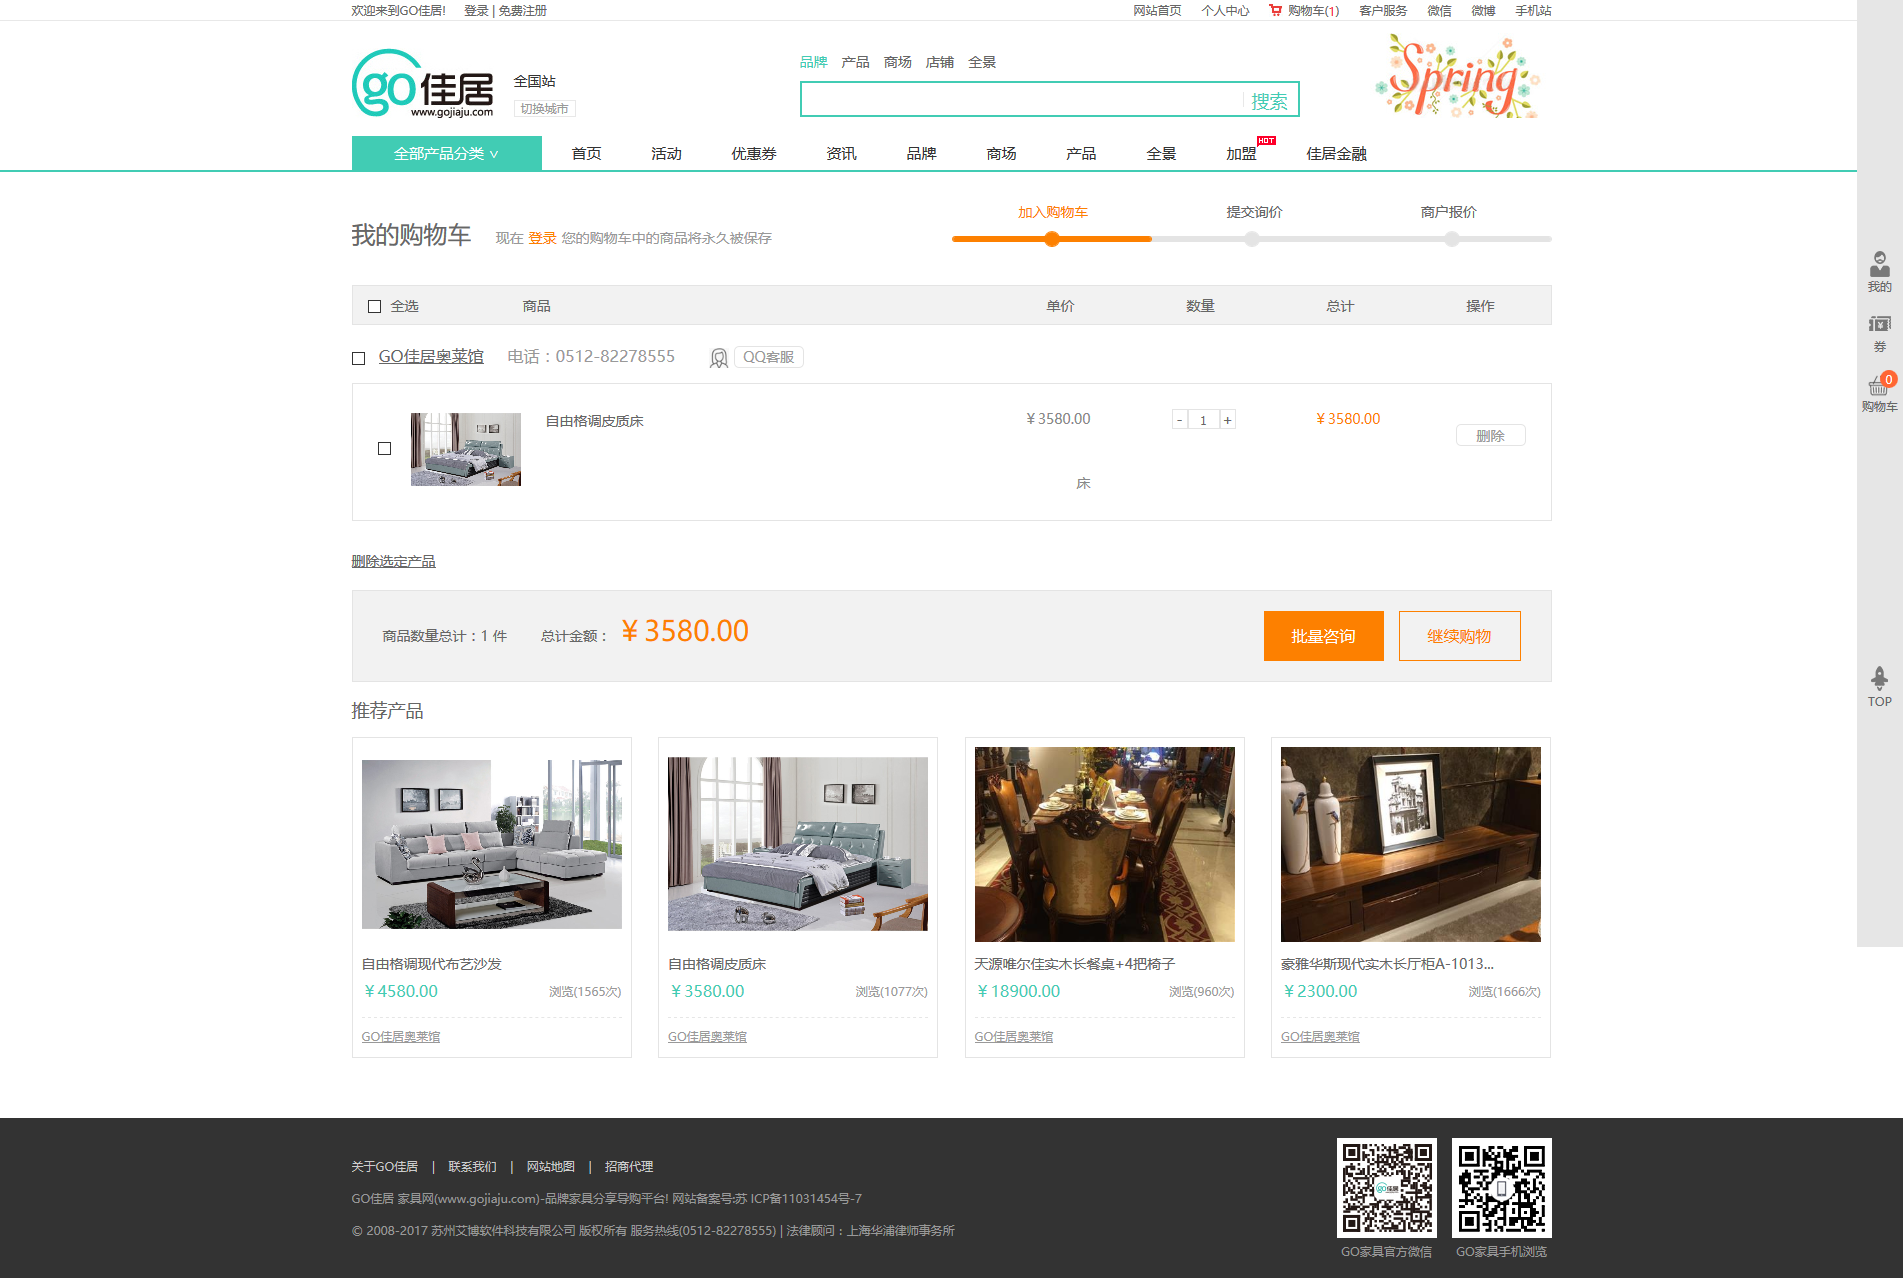 欢迎来到GO佳居! 登录 | 免费注册
网站首页 个人中心 购物车(1) 客户服务 微信 微博 手机站
go佳居
www.gojiaju.com
全国站
切换城市
品牌 产品 商场 店铺 全景
搜索
Spring
全部产品分类 首页 活动 优惠券 资讯 品牌 商场 产品 全景 加盟 HOT 佳居金融
我的购物车 现在 登录 您的购物车中的商品将永久被保存
加入购物车 提交询价 商户报价
全选 商品 单价 数量 总计 操作
GO佳居奥莱馆 电话：0512-82278555 QQ客服
自由格调皮质床 ￥3580.00 - 1 + ￥3580.00 删除
床
删除选定产品
商品数量总计：1 件 总计金额： ￥3580.00 批量咨询 继续购物
推荐产品
自由格调现代布艺沙发
￥4580.00 浏览(1565次)
GO佳居奥莱馆
自由格调皮质床
￥3580.00 浏览(1077次)
GO佳居奥莱馆
天源唯尔佳实木长餐桌+4把椅子
￥18900.00 浏览(960次)
GO佳居奥莱馆
豪雅华斯现代实木长厅柜A-1013...
￥2300.00 浏览(1666次)
GO佳居奥莱馆
我的
券
0
购物车
TOP
关于GO佳居 | 联系我们 | 网站地图 | 招商代理
GO佳居 家具网(www.gojiaju.com)-品牌家具分享导购平台! 网站备案号:苏 ICP备11031454号-7
© 2008-2017 苏州艾博软件科技有限公司 版权所有 服务热线(0512-82278555) | 法律顾问：上海华浦律师事务所
go佳居
GO家具官方微信 GO家具手机浏览